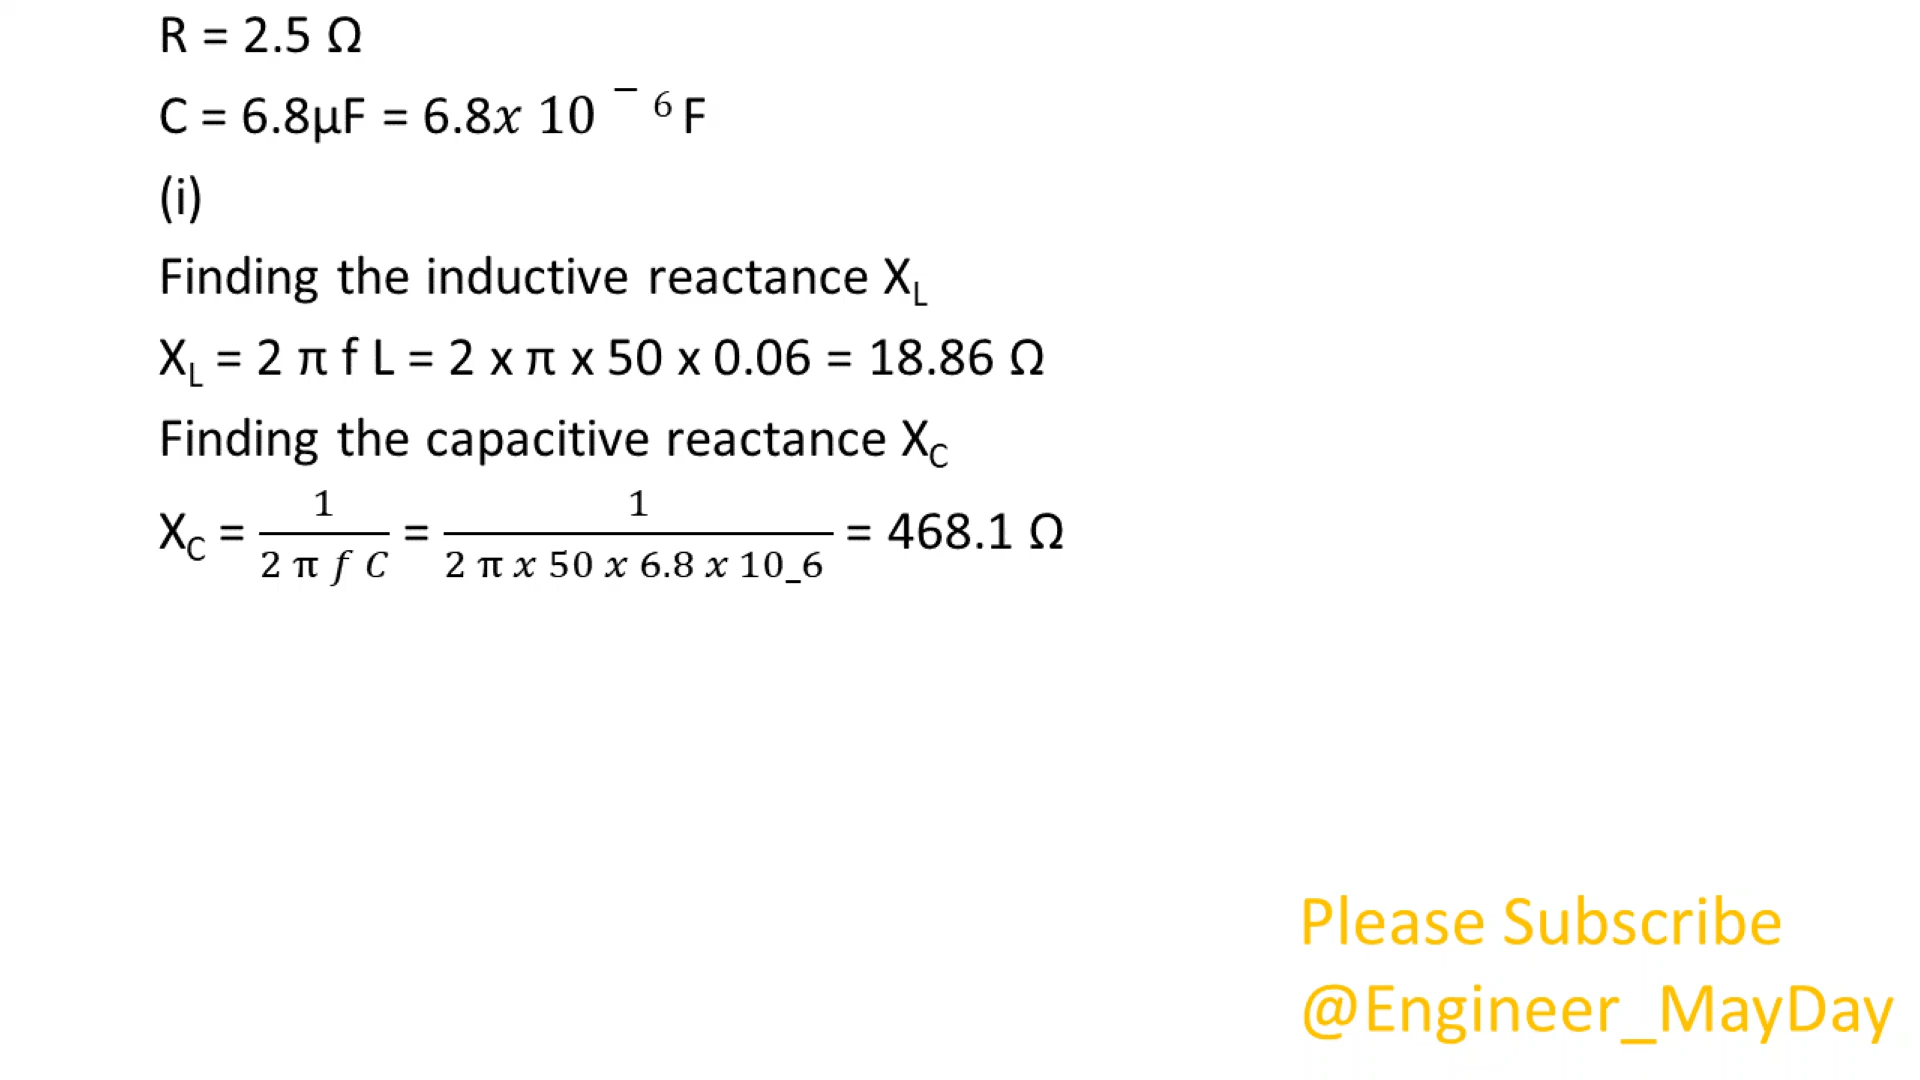 R = 2.5 Ω
C = 6.8µF = 6.8𝑥 10 ⁻ ⁶ F
(i)
Finding the inductive reactance X_L
X_L = 2 π f L = 2 x π x 50 x 0.06 = 18.86 Ω
Finding the capacitive reactance X_C
X_C = 1 / (2 π 𝑓 𝐶) = 1 / (2 π 𝑥 50 𝑥 6.8 𝑥 10_6) = 468.1 Ω
Please Subscribe
@Engineer_MayDay